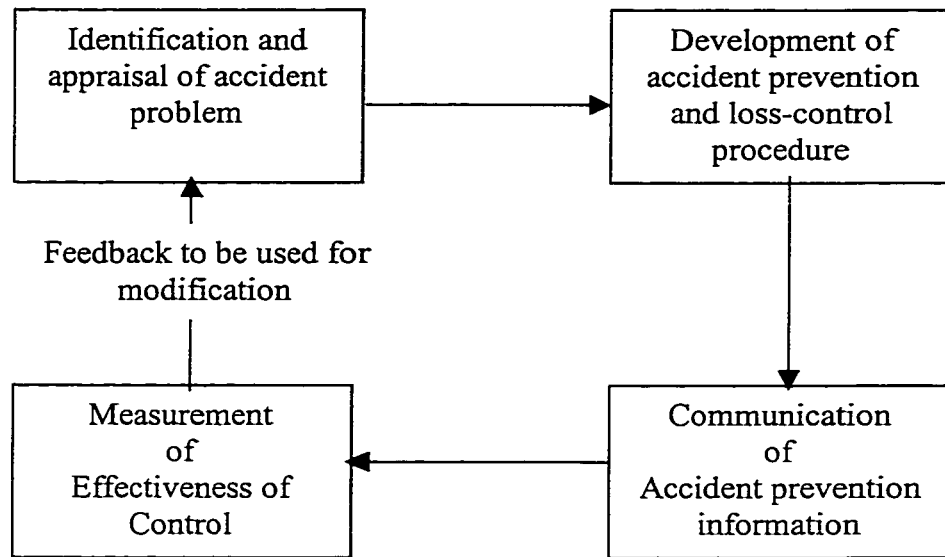 Identification and
appraisal of accident
problem
Development of
accident prevention
and loss-control
procedure
Feedback to be used for
modification
Measurement
of
Effectiveness of
Control
Communication
of
Accident prevention
information